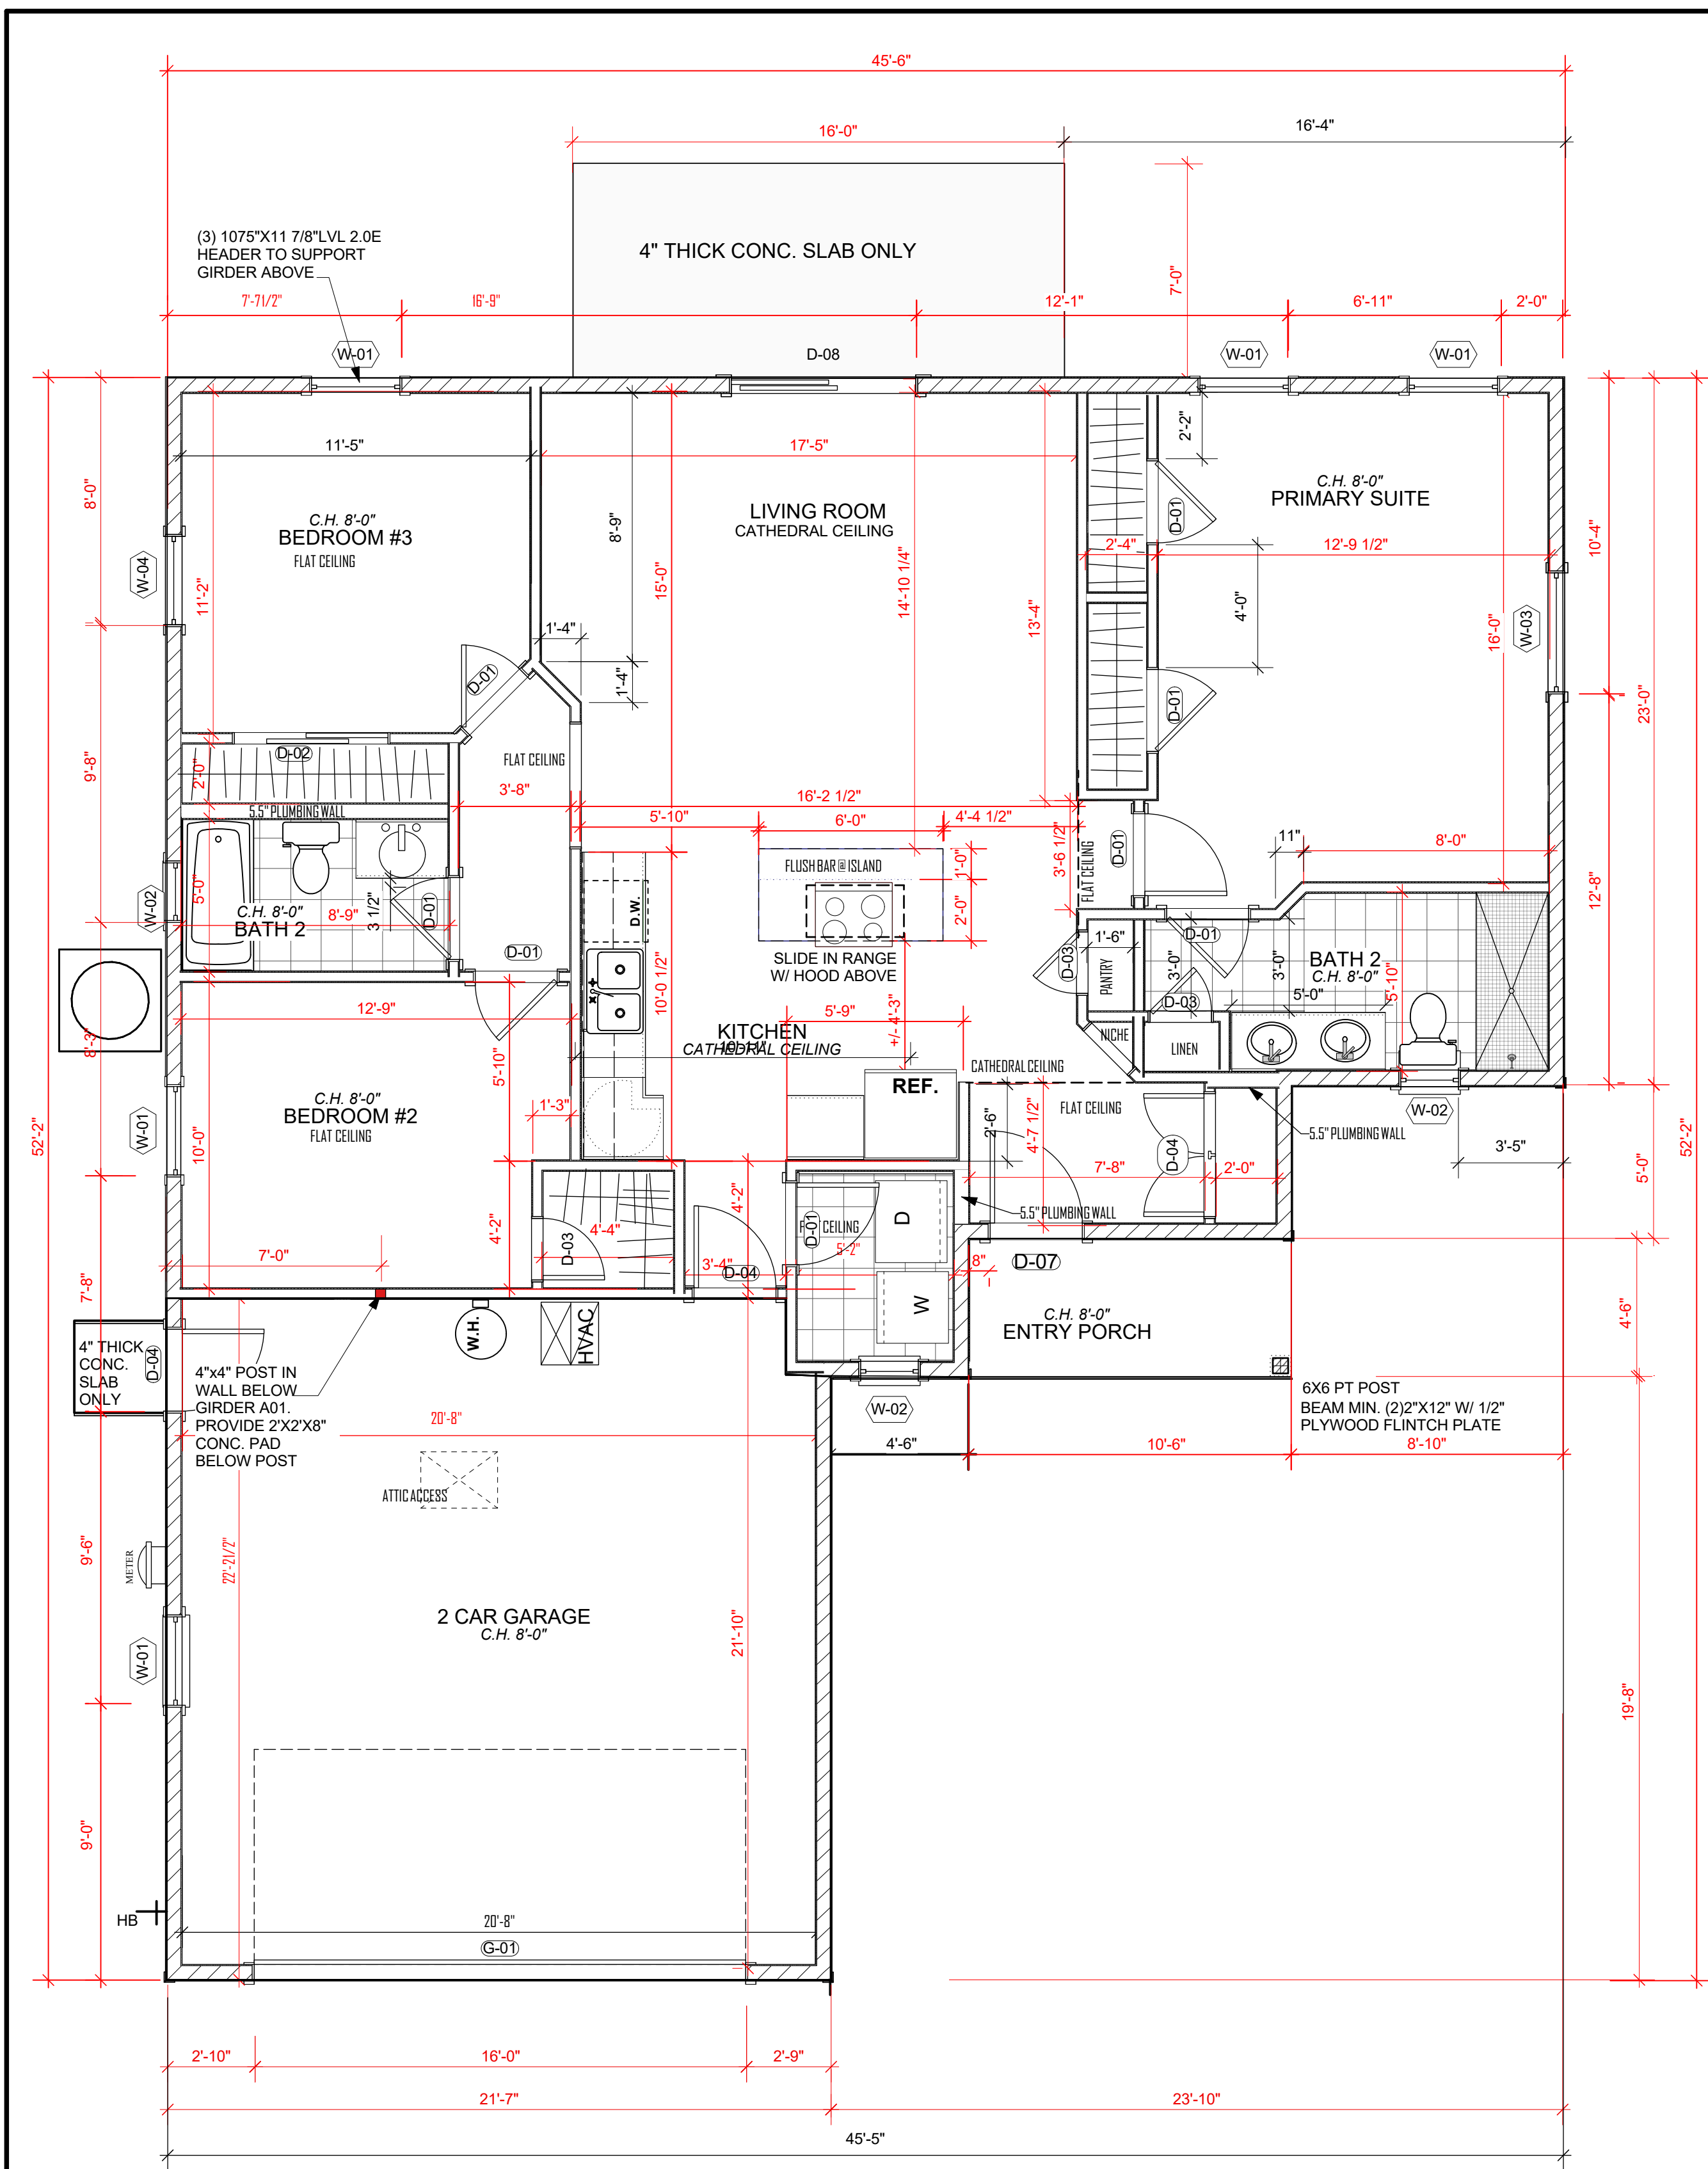 45'-6"
16'-0"
16'-4"
(3) 1075"X11 7/8"LVL 2.0E
HEADER TO SUPPORT
GIRDER ABOVE
4" THICK CONC. SLAB ONLY
7'-0"
7'-7 1/2"
16'-9"
12'-1"
6'-11"
2'-0"
W-01
D-08
W-01
W-01
11'-5"
17'-5"
2'-2"
8'-0"
C.H. 8'-0"
BEDROOM #3
FLAT CEILING
8'-9"
LIVING ROOM
CATHEDRAL CEILING
C.H. 8'-0"
PRIMARY SUITE
D-01
10'-4"
2'-4"
12'-9 1/2"
W-04
11'-2"
15'-0"
14'-10 1/4"
13'-4"
4'-0"
16'-0"
W-03
1'-4"
1'-4"
D-01
D-01
23'-0"
9'-8"
D-02
FLAT CEILING
2'-0"
3'-8"
16'-2 1/2"
5.5" PLUMBING WALL
5'-10"
6'-0"
4'-4 1/2"
3'-6 1/2"
FLAT CEILING
D-01
11"
8'-0"
FLUSH BAR @ ISLAND
1'-0"
2'-0"
W-02
5'-0"
C.H. 8'-0"
BATH 2
8'-9"
3 1/2"
D-01
D.W.
12'-8"
D-01
SLIDE IN RANGE
W/ HOOD ABOVE
D-03
1'-6"
PANTRY
3'-0"
D-01
3'-0"
BATH 2
C.H. 8'-0"
5'-10"
D-03
5'-0"
12'-9"
10'-0 1/2"
5'-9"
+/- 4'-3"
8'-3"
KITCHEN
10'-11"
CATHEDRAL CEILING
NICHE
LINEN
5'-10"
CATHEDRAL CEILING
REF.
C.H. 8'-0"
BEDROOM #2
FLAT CEILING
1'-3"
FLAT CEILING
W-01
W-02
52'-2"
10'-0"
2'-6"
4'-7 1/2"
D-04
5.5" PLUMBING WALL
3'-5"
52'-2"
5'-0"
7'-8"
2'-0"
4'-2"
4'-2"
D-01
CEILING
D
5.5" PLUMBING WALL
4'-4"
D-03
7'-0"
3'-4"
D-04
5'-2"
8"
D-07
7'-8"
W
C.H. 8'-0"
ENTRY PORCH
4'-6"
W.H.
HVAC
4" THICK
CONC.
SLAB
ONLY
D-04
4"x4" POST IN
WALL BELOW
GIRDER A01.
PROVIDE 2'X2'X8"
CONC. PAD
BELOW POST
6X6 PT POST
BEAM MIN. (2)2"X12" W/ 1/2"
PLYWOOD FLINTCH PLATE
W-02
20'-8"
4'-6"
10'-6"
8'-10"
ATTIC ACCESS
METER
9'-6"
22'-2 1/2"
2 CAR GARAGE
C.H. 8'-0"
21'-10"
W-01
19'-8"
9'-0"
HB
20'-8"
G-01
2'-10"
16'-0"
2'-9"
21'-7"
23'-10"
45'-5"